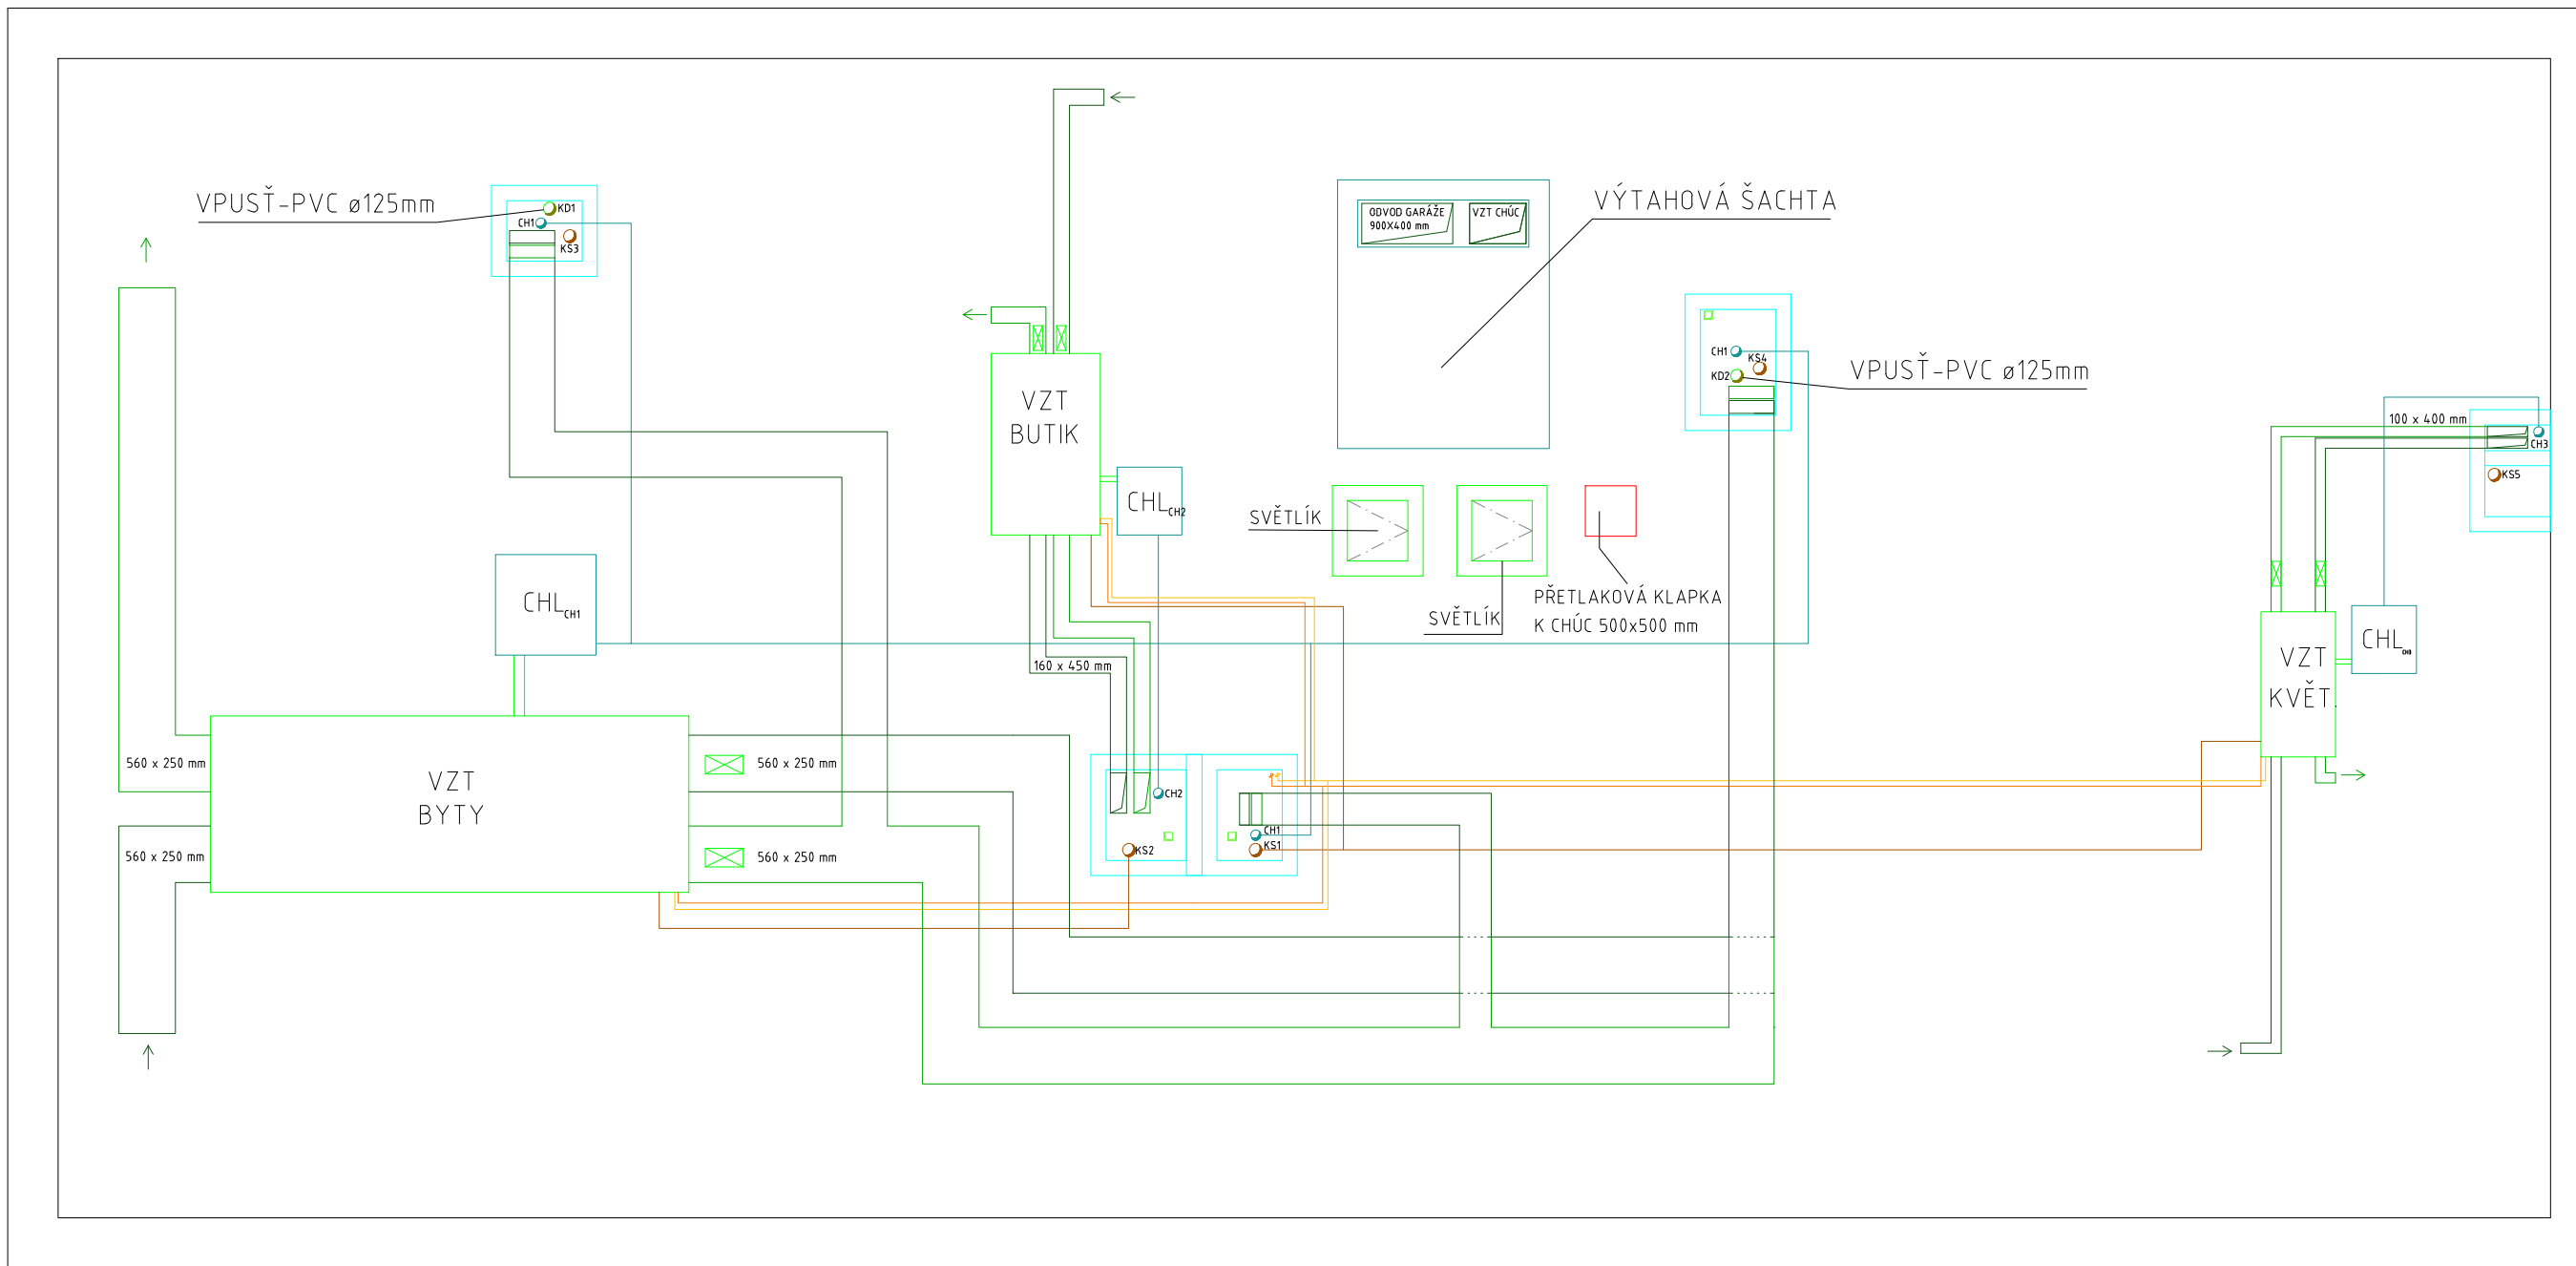 VPUSŤ-PVC ø125mm
KD1
CH1
KS3
ODVOD GARÁŽE
900X400 mm
VZT CHÚC
VÝTAHOVÁ ŠACHTA
CH1
KS4
KD2
VPUSŤ-PVC ø125mm
VZT
BUTIK
CHL CH2
100 x 400 mm
CH3
KS5
SVĚTLÍK
SVĚTLÍK
PŘETLAKOVÁ KLAPKA
K CHÚC 500x500 mm
CHL CH1
160 x 450 mm
VZT
KVĚT.
CHL
560 x 250 mm
560 x 250 mm
VZT
BYTY
560 x 250 mm
560 x 250 mm
CH2
KS2
CH1
KS1